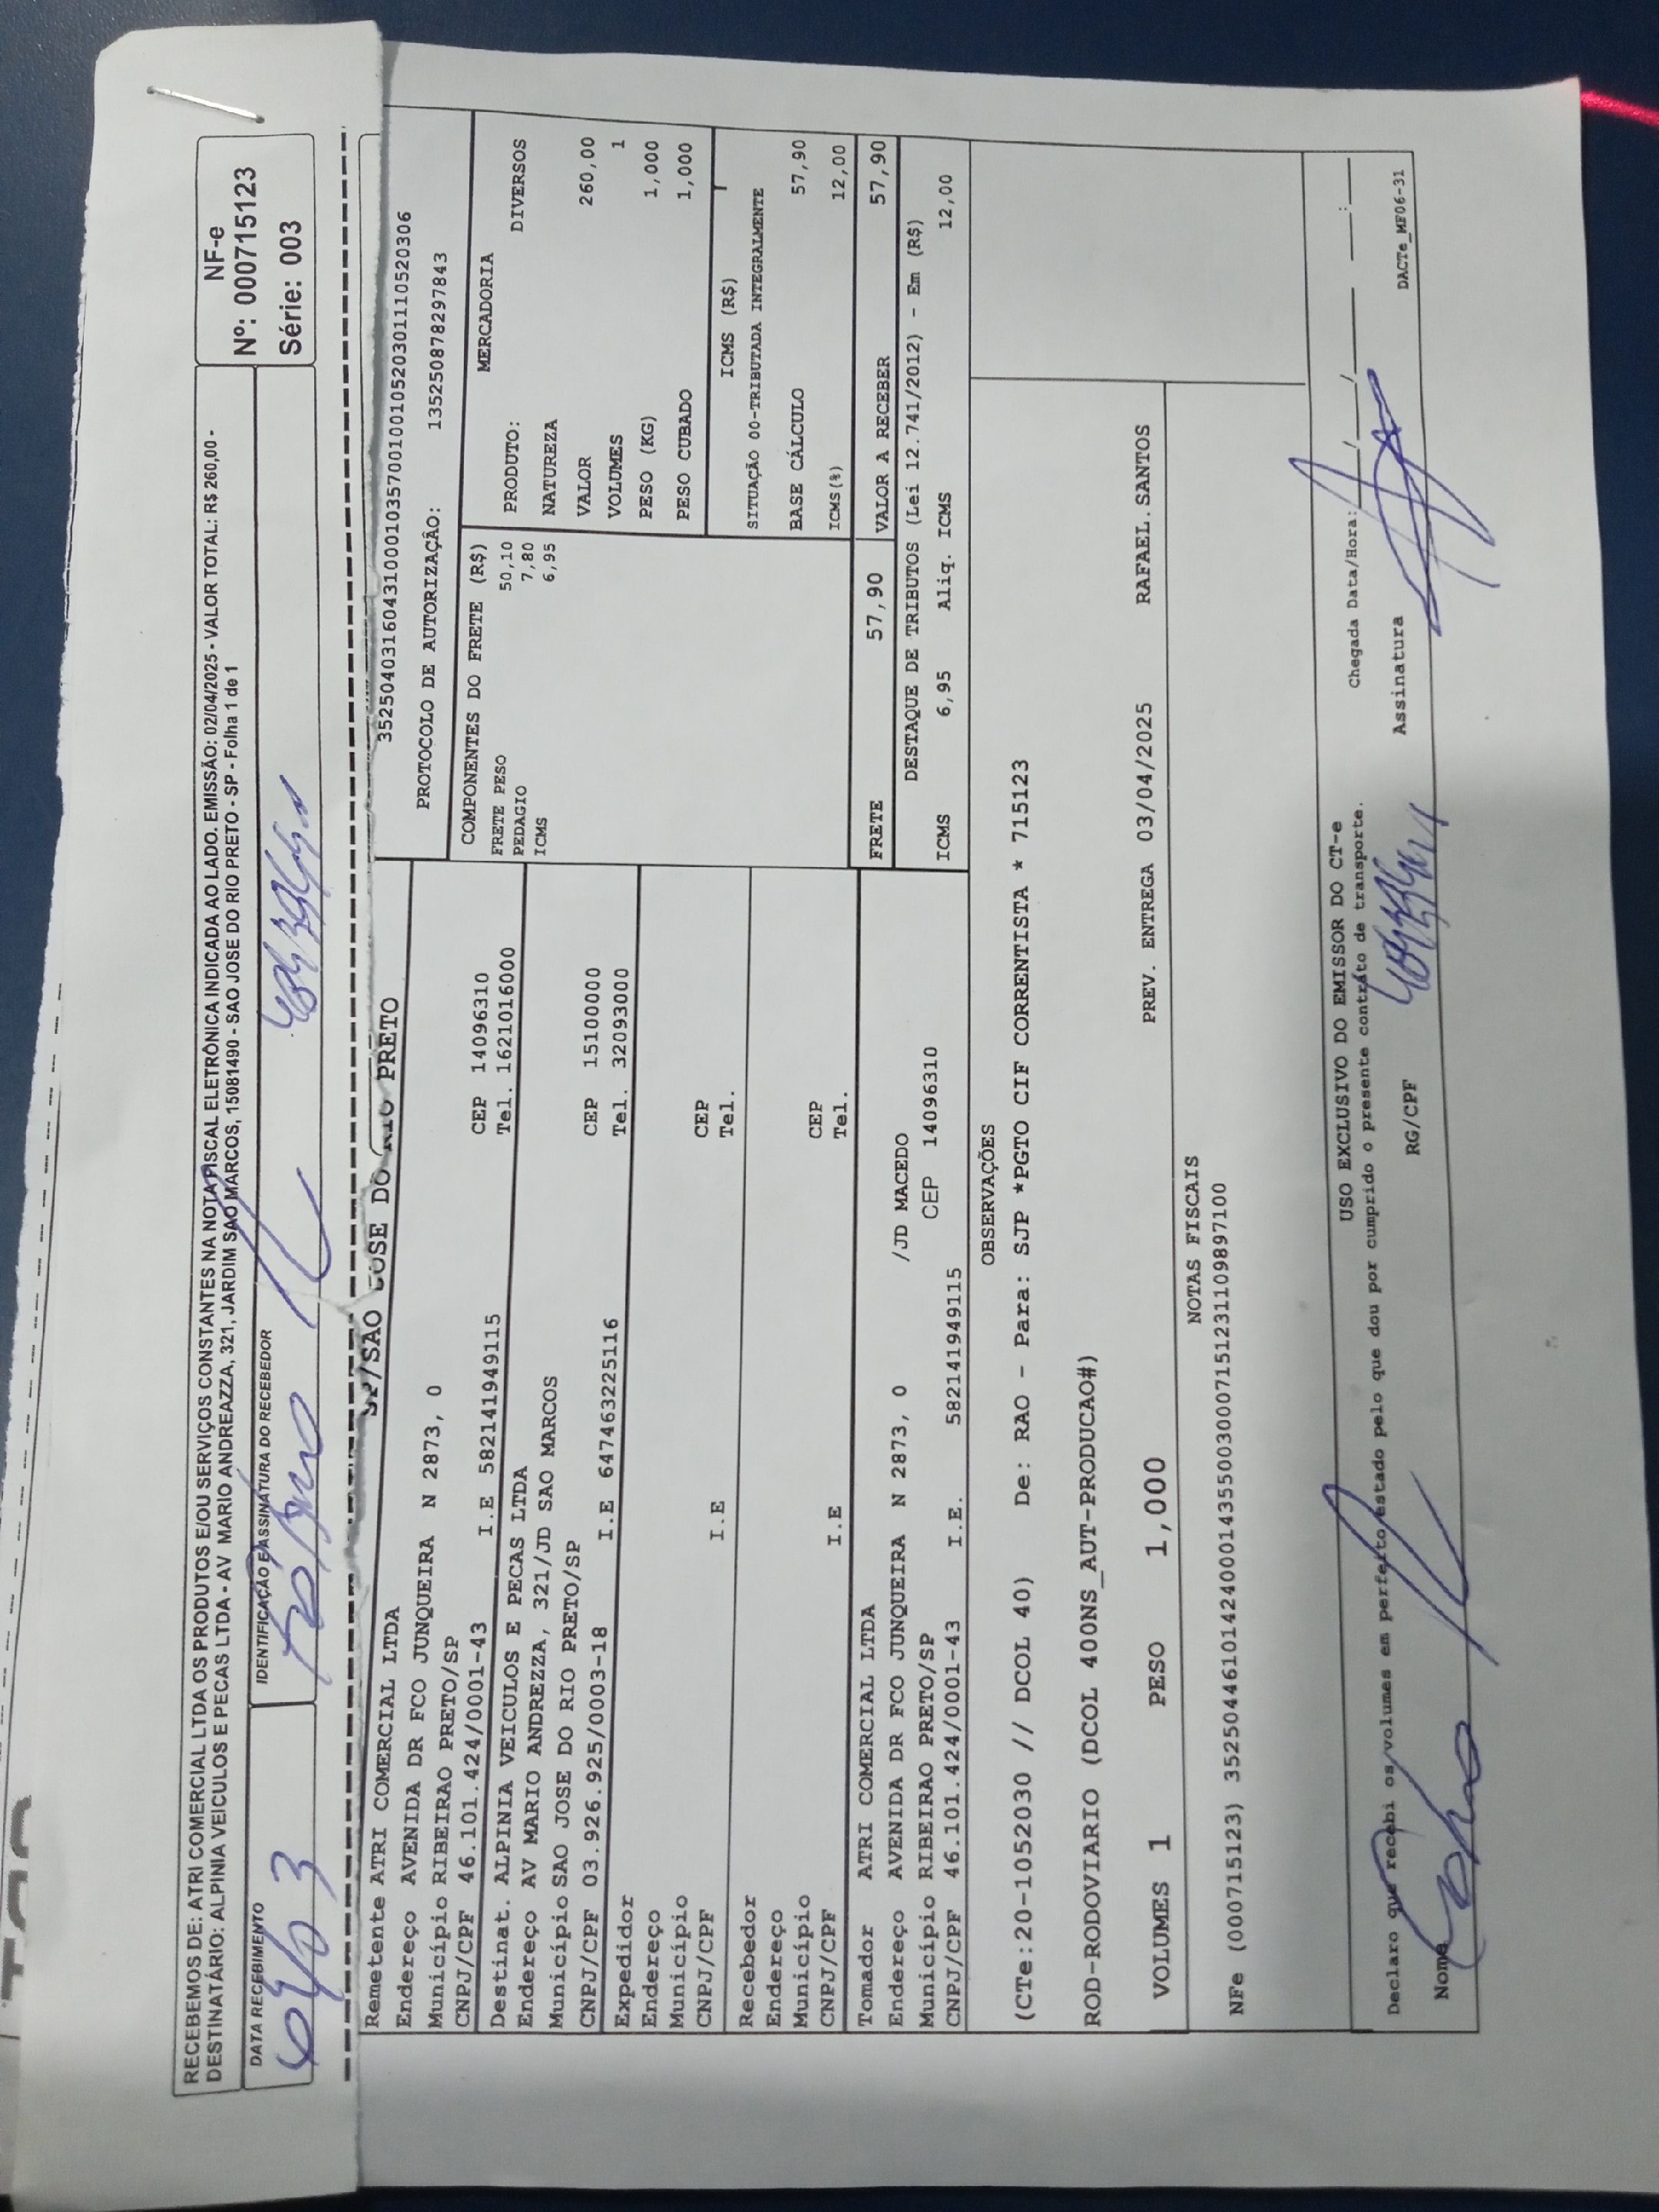 RECEBEMOS DE: ATRI COMERCIAL LTDA OS PRODUTOS E/OU SERVIÇOS CONSTANTES NA NOTA FISCAL ELETRÔNICA INDICADA AO LADO. EMISSÃO: 02/04/2025 - VALOR TOTAL: R$ 260,00 -
DESTINATÁRIO: ALPINIA VEICULOS E PECAS LTDA - AV MARIO ANDREAZZA, 321, JARDIM SAO MARCOS, 15081490 - SAO JOSE DO RIO PRETO - SP - Folha 1 de 1
NF-e
Nº: 000715123
Série: 003
DATA RECEBIMENTO
IDENTIFICAÇÃO E ASSINATURA DO RECEBEDOR
SP/SAO JOSE DO RIO PRETO
35250403160431000103570010010520301110520306
PROTOCOLO DE AUTORIZAÇÃO: 135250878297843
Remetente ATRI COMERCIAL LTDA
Endereço AVENIDA DR FCO JUNQUEIRA N 2873, 0
Município RIBEIRAO PRETO/SP CEP 14096310
CNPJ/CPF 46.101.424/0001-43 I.E 582141949115 Tel. 1621016000
Destinat. ALPINIA VEICULOS E PECAS LTDA
Endereço AV MARIO ANDREZZA, 321/JD SAO MARCOS
Município SAO JOSE DO RIO PRETO/SP CEP 15100000
CNPJ/CPF 03.926.925/0003-18 I.E 647463225116 Tel. 32093000
Expedidor
Endereço
Município CEP
CNPJ/CPF I.E Tel.
Recebedor
Endereço
Município CEP
CNPJ/CPF I.E Tel.
Tomador ATRI COMERCIAL LTDA
Endereço AVENIDA DR FCO JUNQUEIRA N 2873, 0 /JD MACEDO
Município RIBEIRAO PRETO/SP CEP 14096310
CNPJ/CPF 46.101.424/0001-43 I.E. 582141949115
COMPONENTES DO FRETE (R$)
FRETE PESO 50,10
PEDAGIO 7,80
ICMS 6,95
MERCADORIA
PRODUTO: DIVERSOS
NATUREZA
VALOR 260,00
VOLUMES 1
PESO (KG) 1,000
PESO CUBADO 1,000
ICMS (R$)
SITUAÇÃO 00-TRIBUTADA INTEGRALMENTE
BASE CÁLCULO 57,90
ICMS(%) 12,00
FRETE 57,90 VALOR A RECEBER 57,90
DESTAQUE DE TRIBUTOS (Lei 12.741/2012) - Em (R$)
ICMS 6,95 Aliq. ICMS 12,00
OBSERVAÇÕES
(CTe:20-1052030 // DCOL 40) De: RAO - Para: SJP *PGTO CIF CORRENTISTA * 715123
ROD-RODOVIARIO (DCOL 400NS_AUT-PRODUCAO#)
VOLUMES 1 PESO 1,000 PREV. ENTREGA 03/04/2025 RAFAEL.SANTOS
NOTAS FISCAIS
NFe (000715123) 35250446101424000143550030007151231109897100
USO EXCLUSIVO DO EMISSOR DO CT-e
Declaro que recebi os volumes em perfeito estado pelo que dou por cumprido o presente contrato de transporte.
Chegada Data/Hora: __/__/____ __:__
Nome RG/CPF Assinatura
DACTe_MF06-31